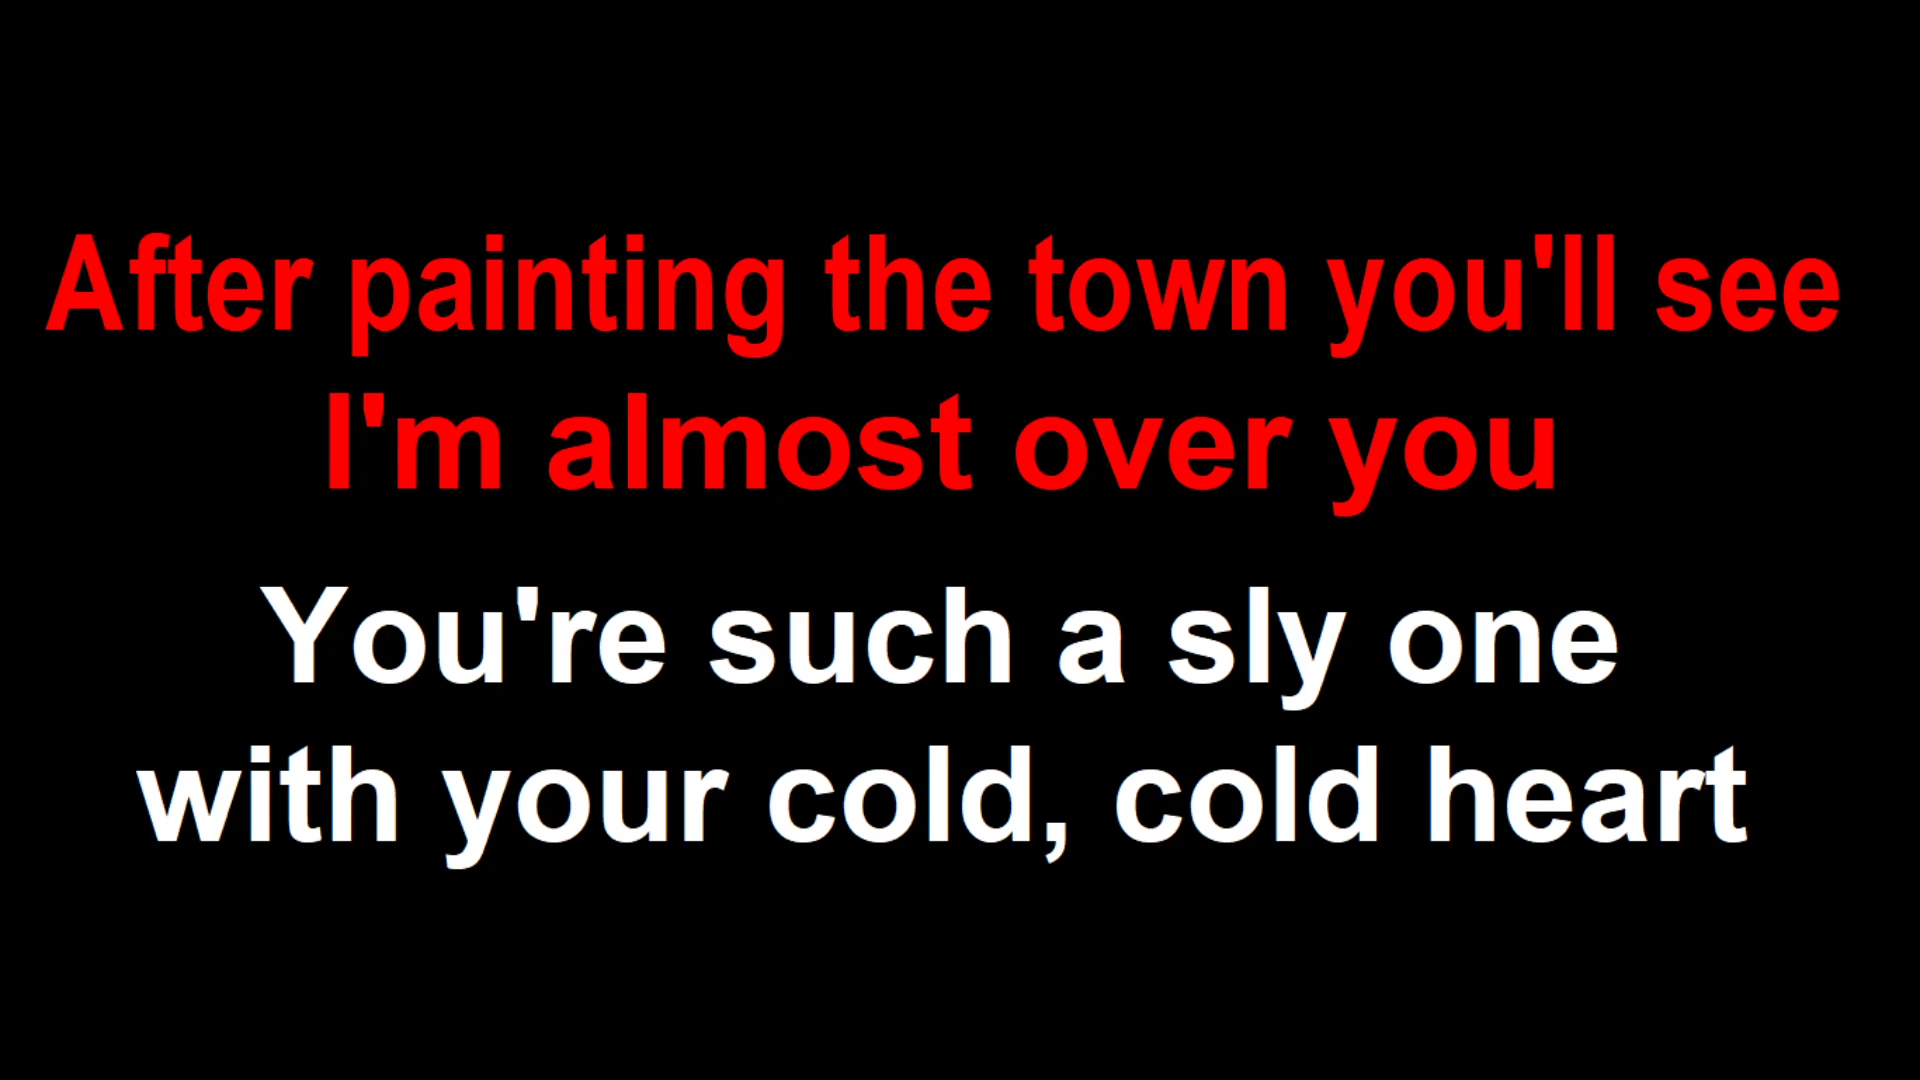 After painting the town you'll see
I'm almost over you
You're such a sly one
with your cold, cold heart